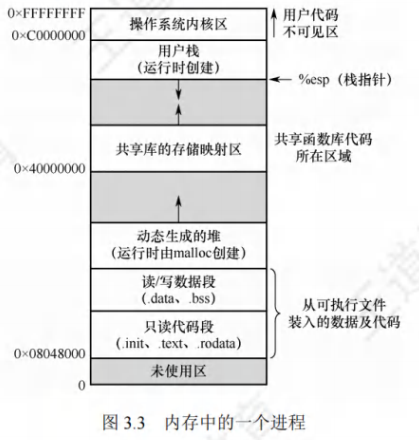 0×FFFFFFFF
操作系统内核区
用户代码
不可见区
0×C0000000
用户栈
(运行时创建)
%esp（栈指针）
共享库的存储映射区
共享函数库代码
所在区域
0×40000000
动态生成的堆
(运行时由malloc创建)
读/写数据段
(.data、.bss)
从可执行文件
装入的数据及代码
只读代码段
(.init、.text、.rodata)
0×08048000
未使用区
0
图 3.3 内存中的一个进程